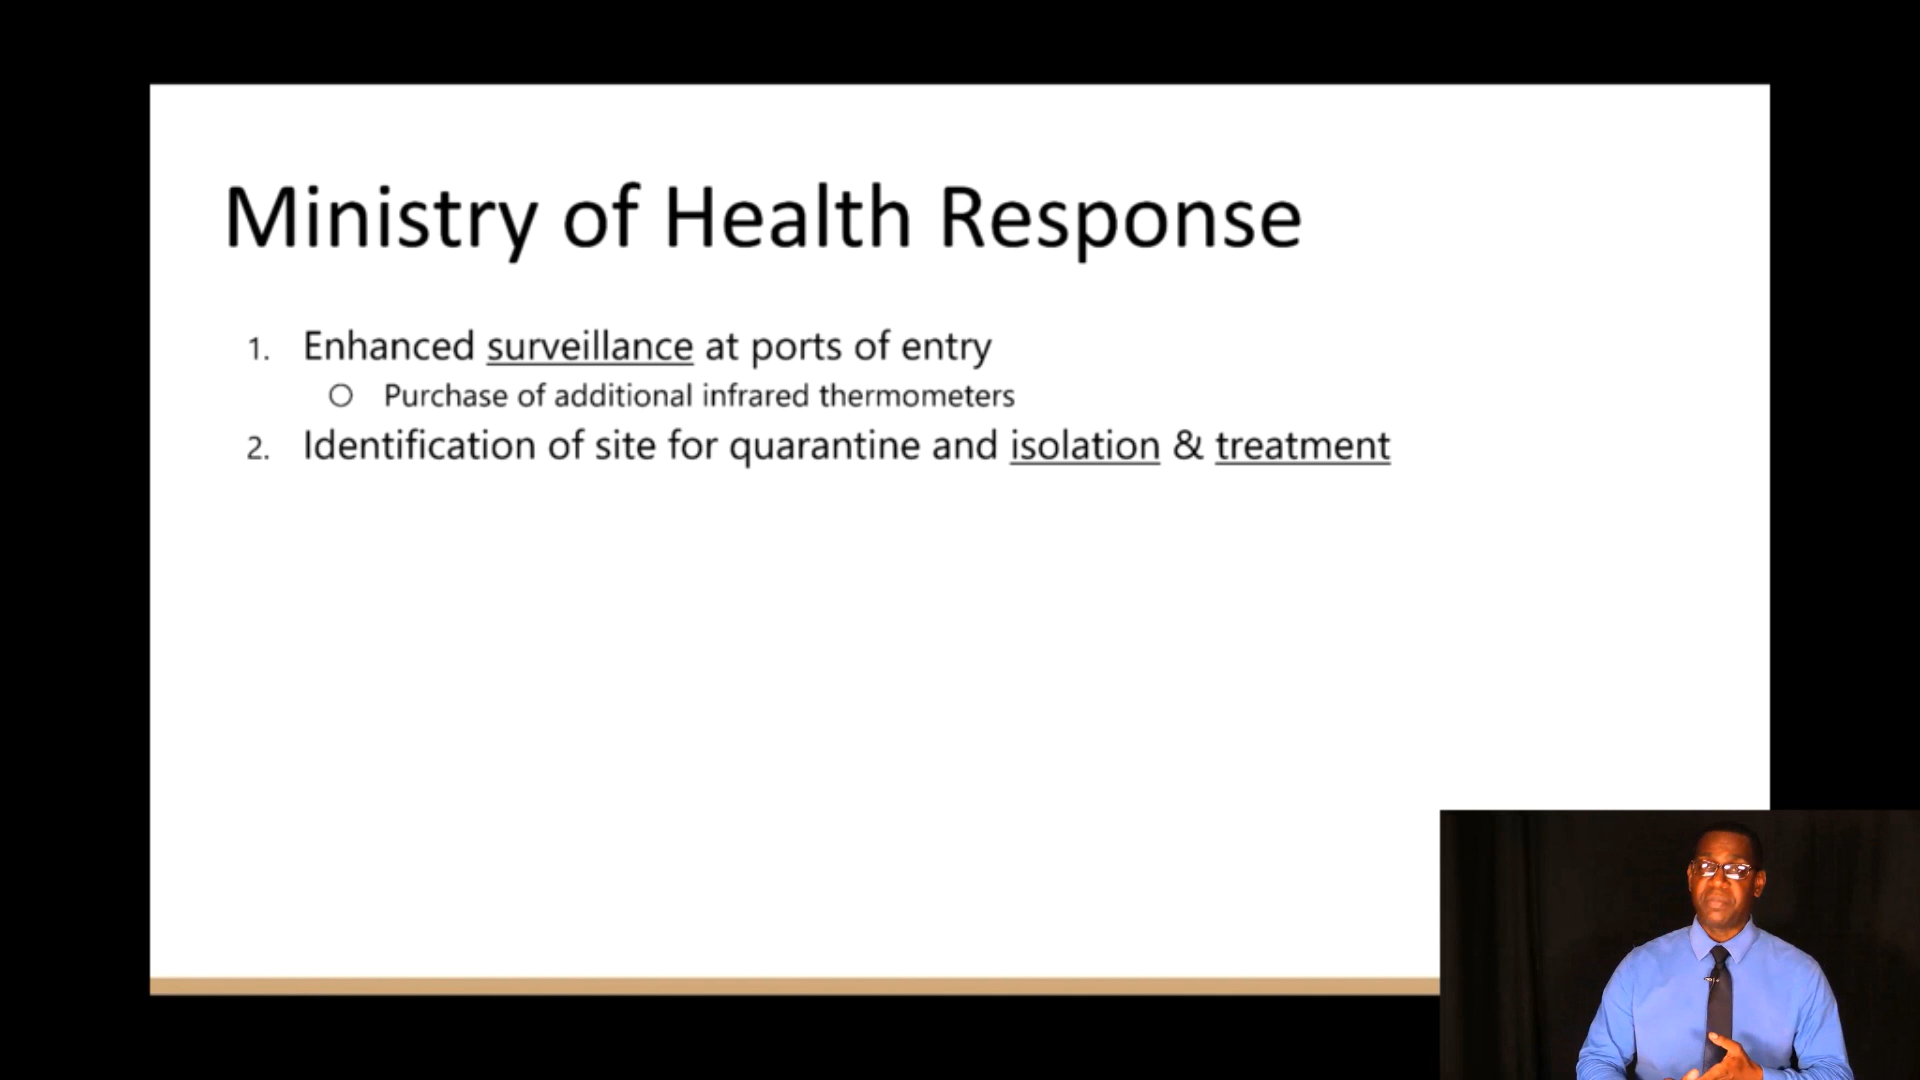 Ministry of Health Response
1. Enhanced surveillance at ports of entry
O Purchase of additional infrared thermometers
2. Identification of site for quarantine and isolation & treatment